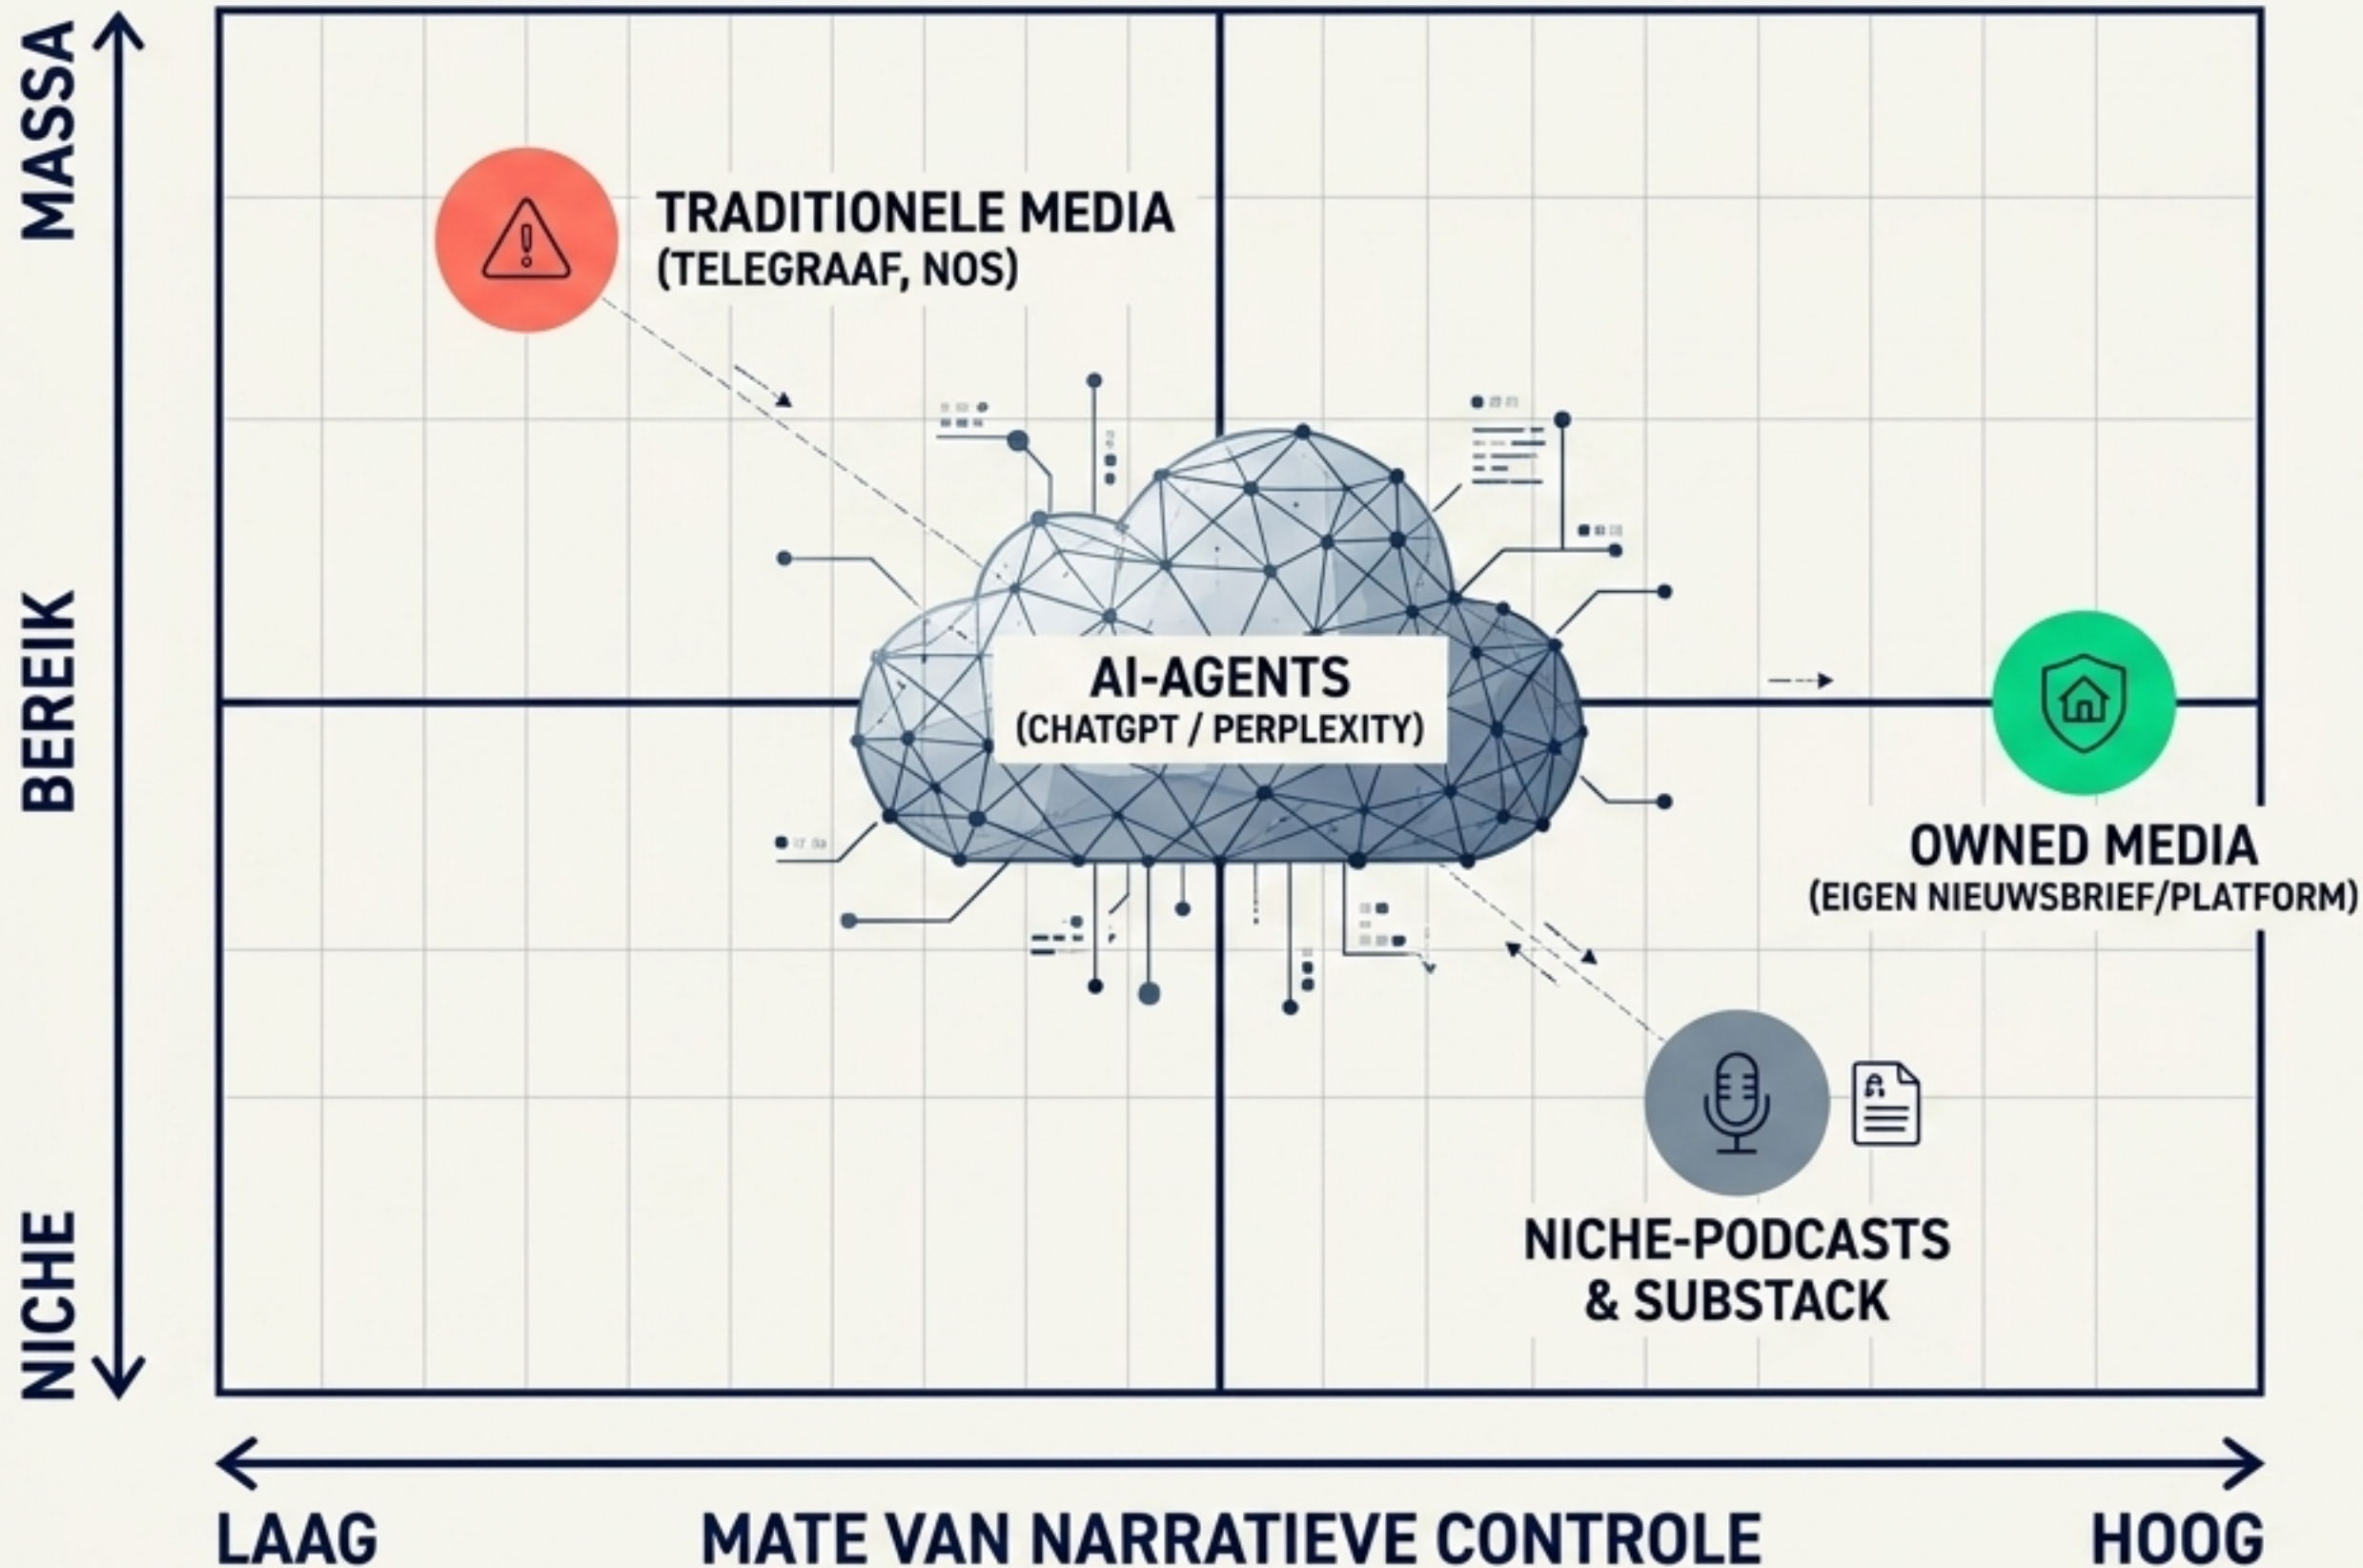 MASSA
TRADITIONELE MEDIA
(TELEGRAAF, NOS)
BEREIK
AI-AGENTS
(CHATGPT / PERPLEXITY)
OWNED MEDIA
(EIGEN NIEUWSBRIEF/PLATFORM)
NICHE
NICHE-PODCASTS
& SUBSTACK
LAAG
MATE VAN NARRATIEVE CONTROLE
HOOG